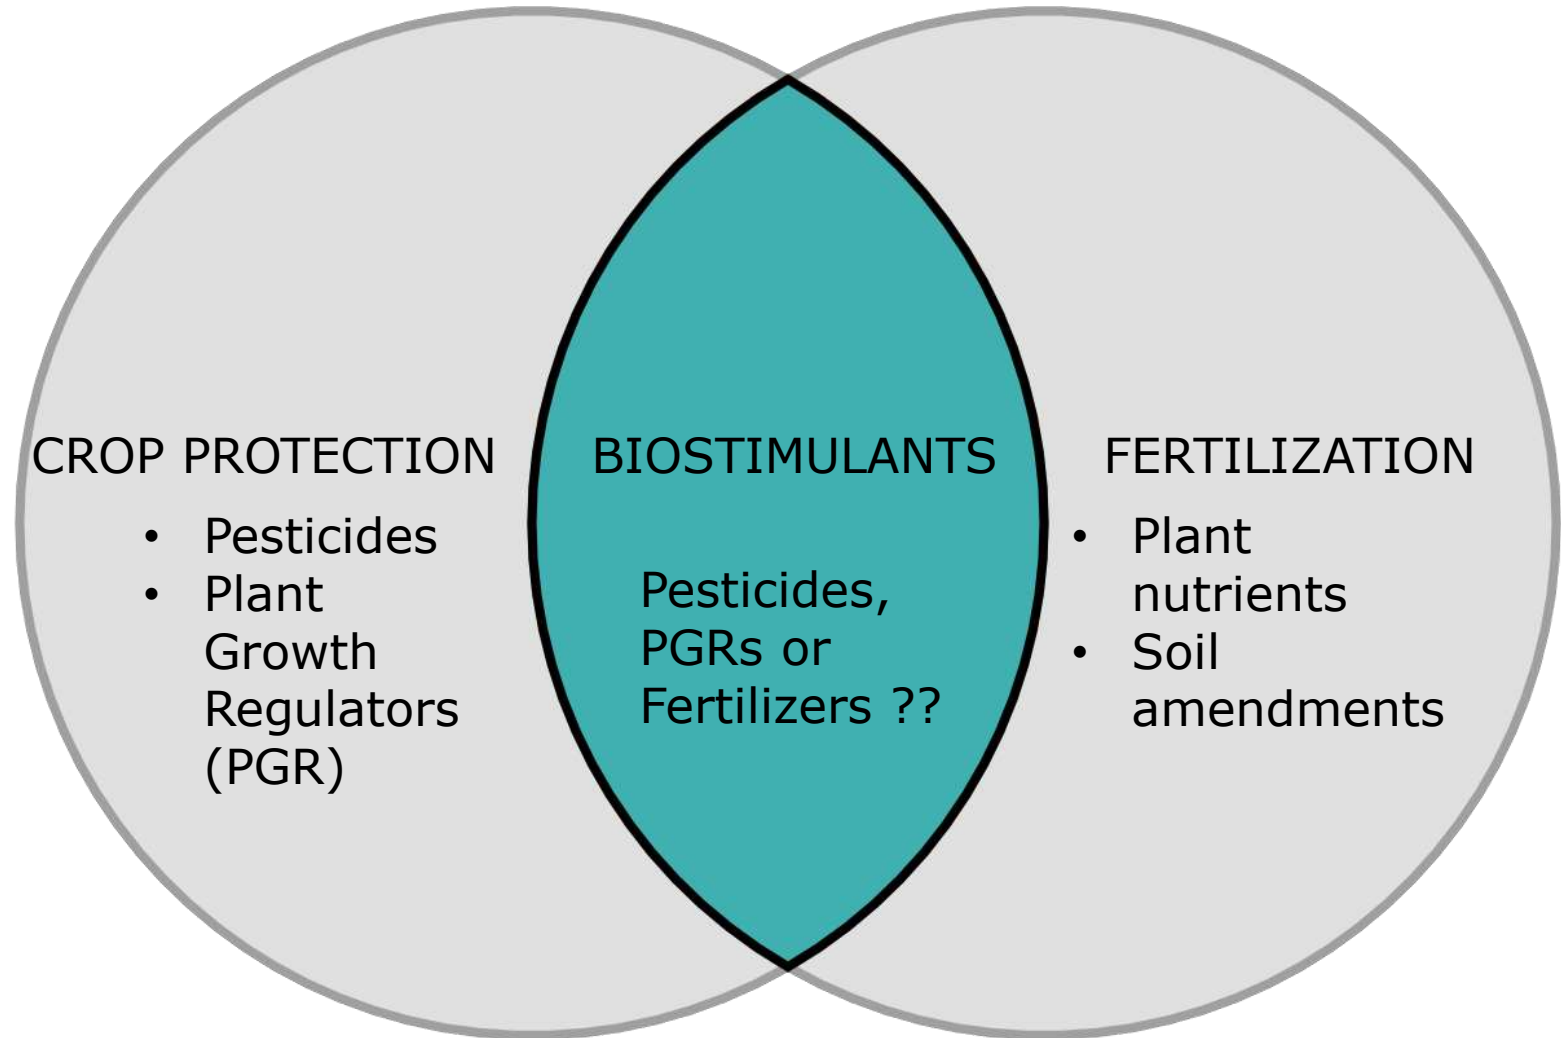 CROP PROTECTION
• Pesticides
• Plant
Growth
Regulators
(PGR)
BIOSTIMULANTS
Pesticides,
PGRs or
Fertilizers ??
FERTILIZATION
• Plant
nutrients
• Soil
amendments